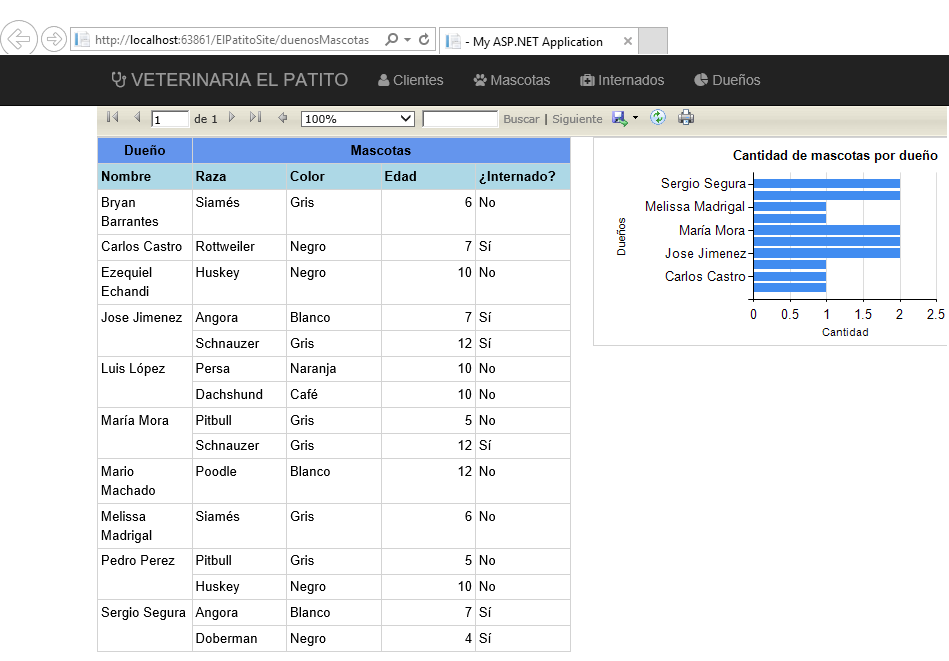 http://localhost:63861/ElPatitoSite/duenosMascotas
- My ASP.NET Application
VETERINARIA EL PATITO Clientes Mascotas Internados Dueños
1 de 1 100% Buscar | Siguiente
Dueño Mascotas
Nombre Raza Color Edad ¿Internado?
Bryan Barrantes Siamés Gris 6 No
Carlos Castro Rottweiler Negro 7 Sí
Ezequiel Echandi Huskey Negro 10 No
Jose Jimenez Angora Blanco 7 Sí
Schnauzer Gris 12 Sí
Luis López Persa Naranja 10 No
Dachshund Café 10 No
María Mora Pitbull Gris 5 No
Schnauzer Gris 12 Sí
Mario Machado Poodle Blanco 12 No
Melissa Madrigal Siamés Gris 6 No
Pedro Perez Pitbull Gris 5 No
Huskey Negro 10 No
Sergio Segura Angora Blanco 7 Sí
Doberman Negro 4 Sí
Cantidad de mascotas por dueño
Dueños
Sergio Segura
Melissa Madrigal
María Mora
Jose Jimenez
Carlos Castro
0 0.5 1 1.5 2 2.5
Cantidad